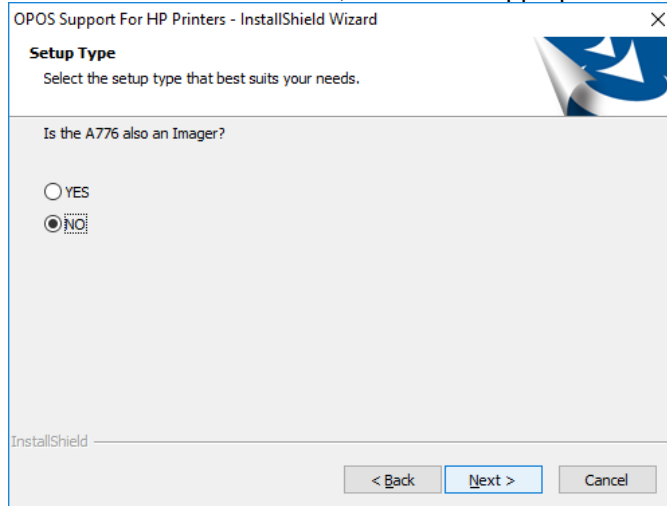 OPOS Support For HP Printers - InstallShield Wizard
Setup Type
Select the setup type that best suits your needs.
Is the A776 also an Imager?
YES
NO
InstallShield
< Back Next > Cancel